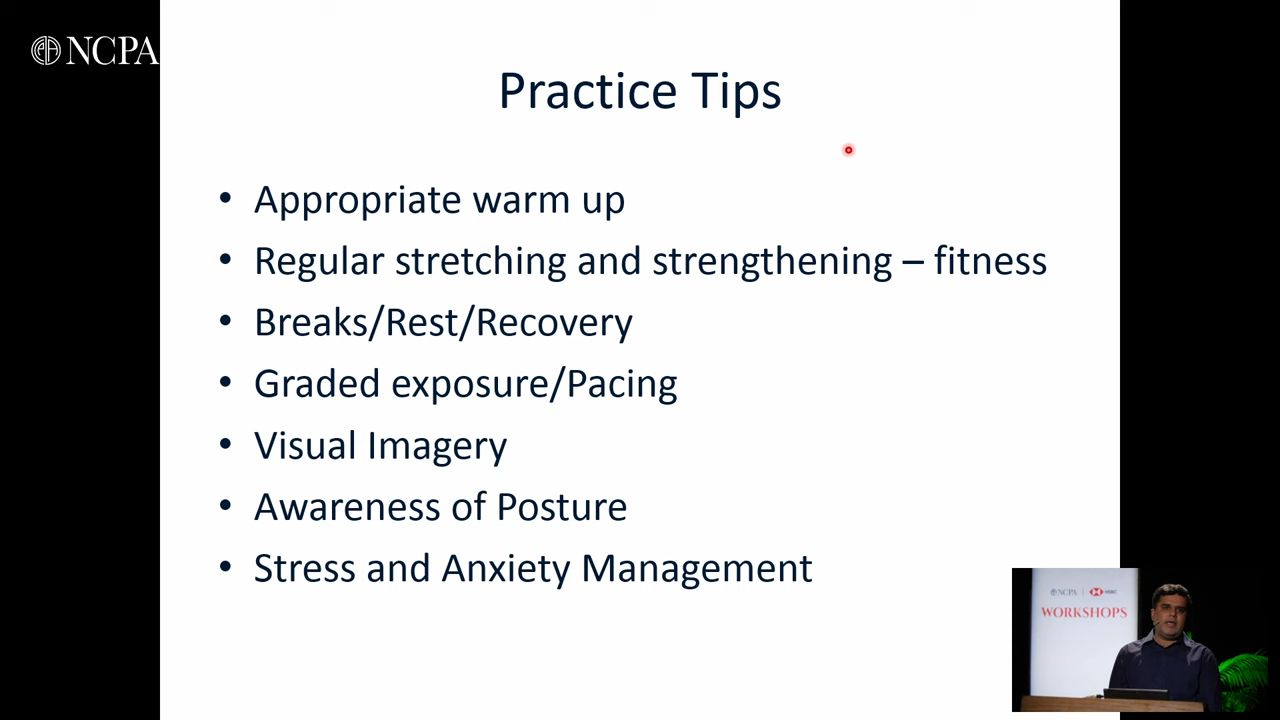 NCPA
Practice Tips
• Appropriate warm up
• Regular stretching and strengthening – fitness
• Breaks/Rest/Recovery
• Graded exposure/Pacing
• Visual Imagery
• Awareness of Posture
• Stress and Anxiety Management
NCPA | HSBC
WORKSHOPS